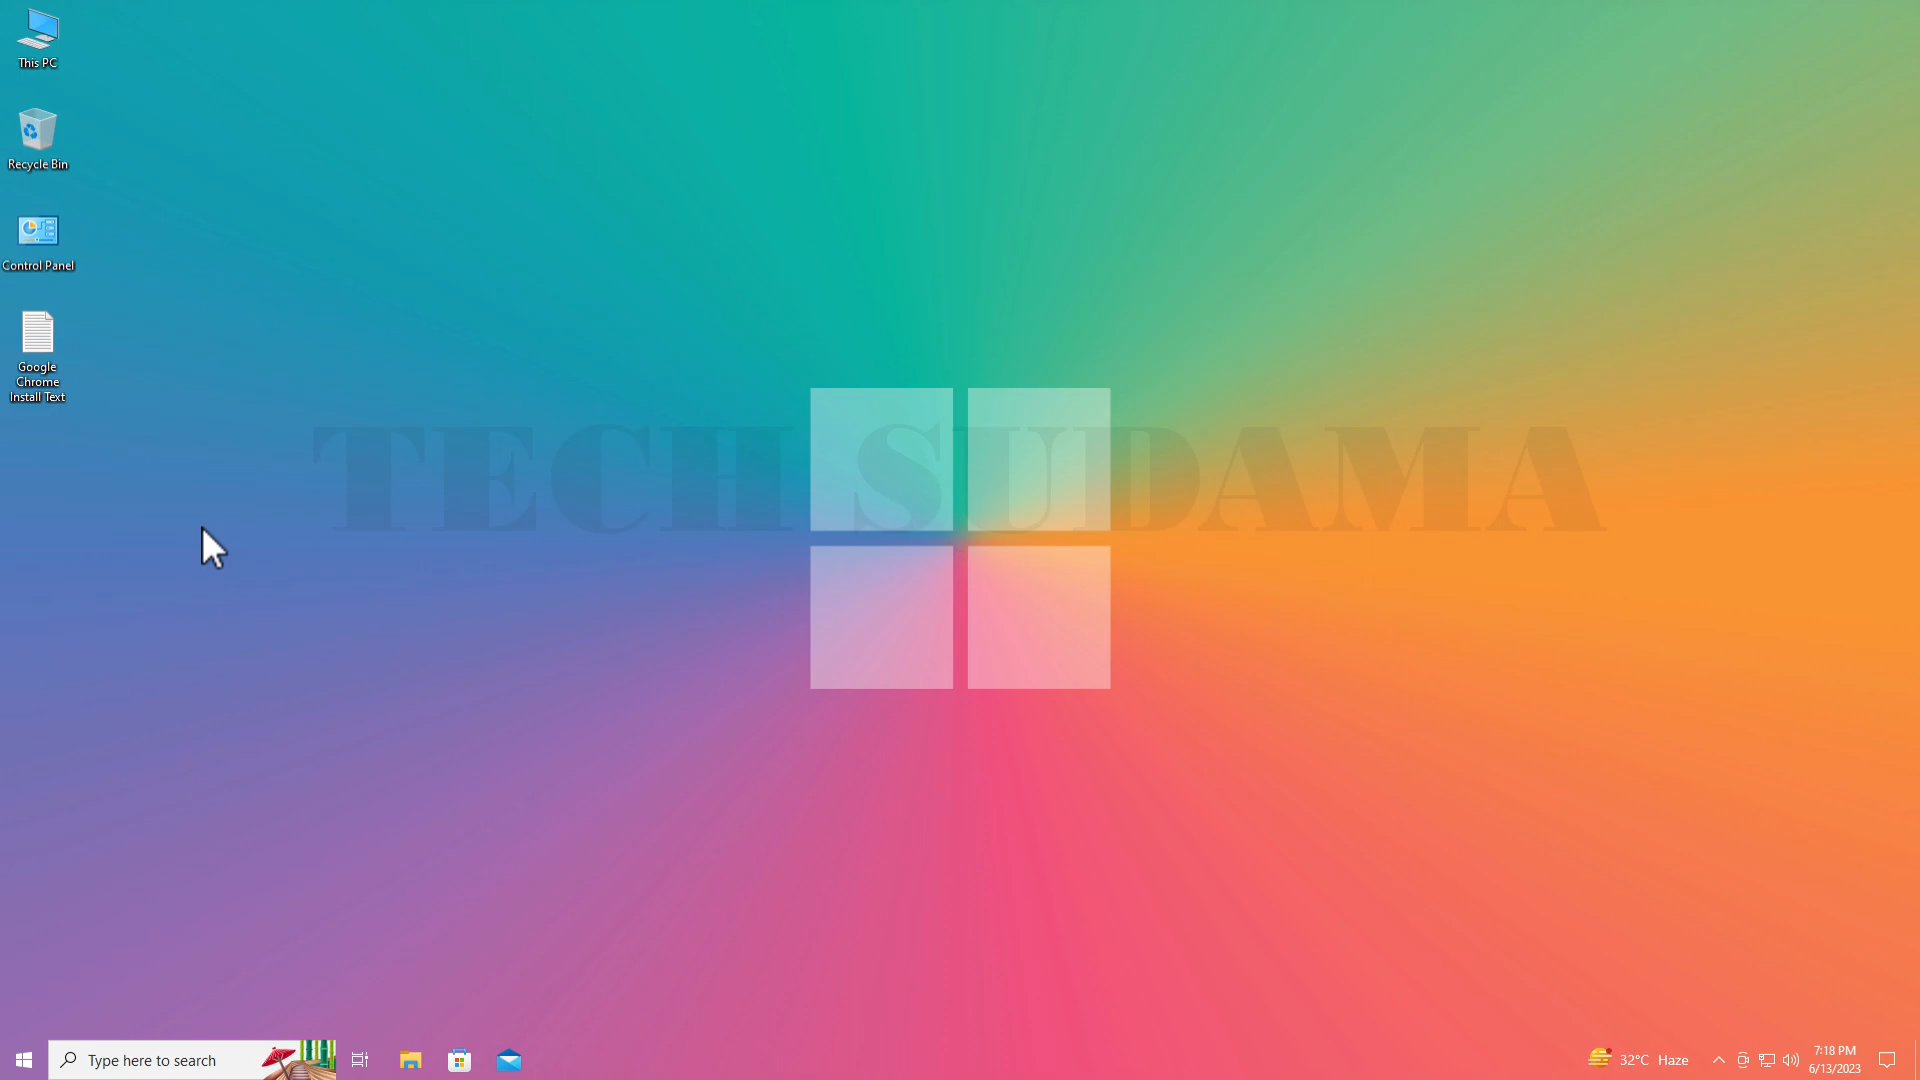 This PC
Recycle Bin
Control Panel
Google
Chrome
Install Text
TECH SUDAMA
Type here to search
32°C Haze
7:18 PM
6/13/2023